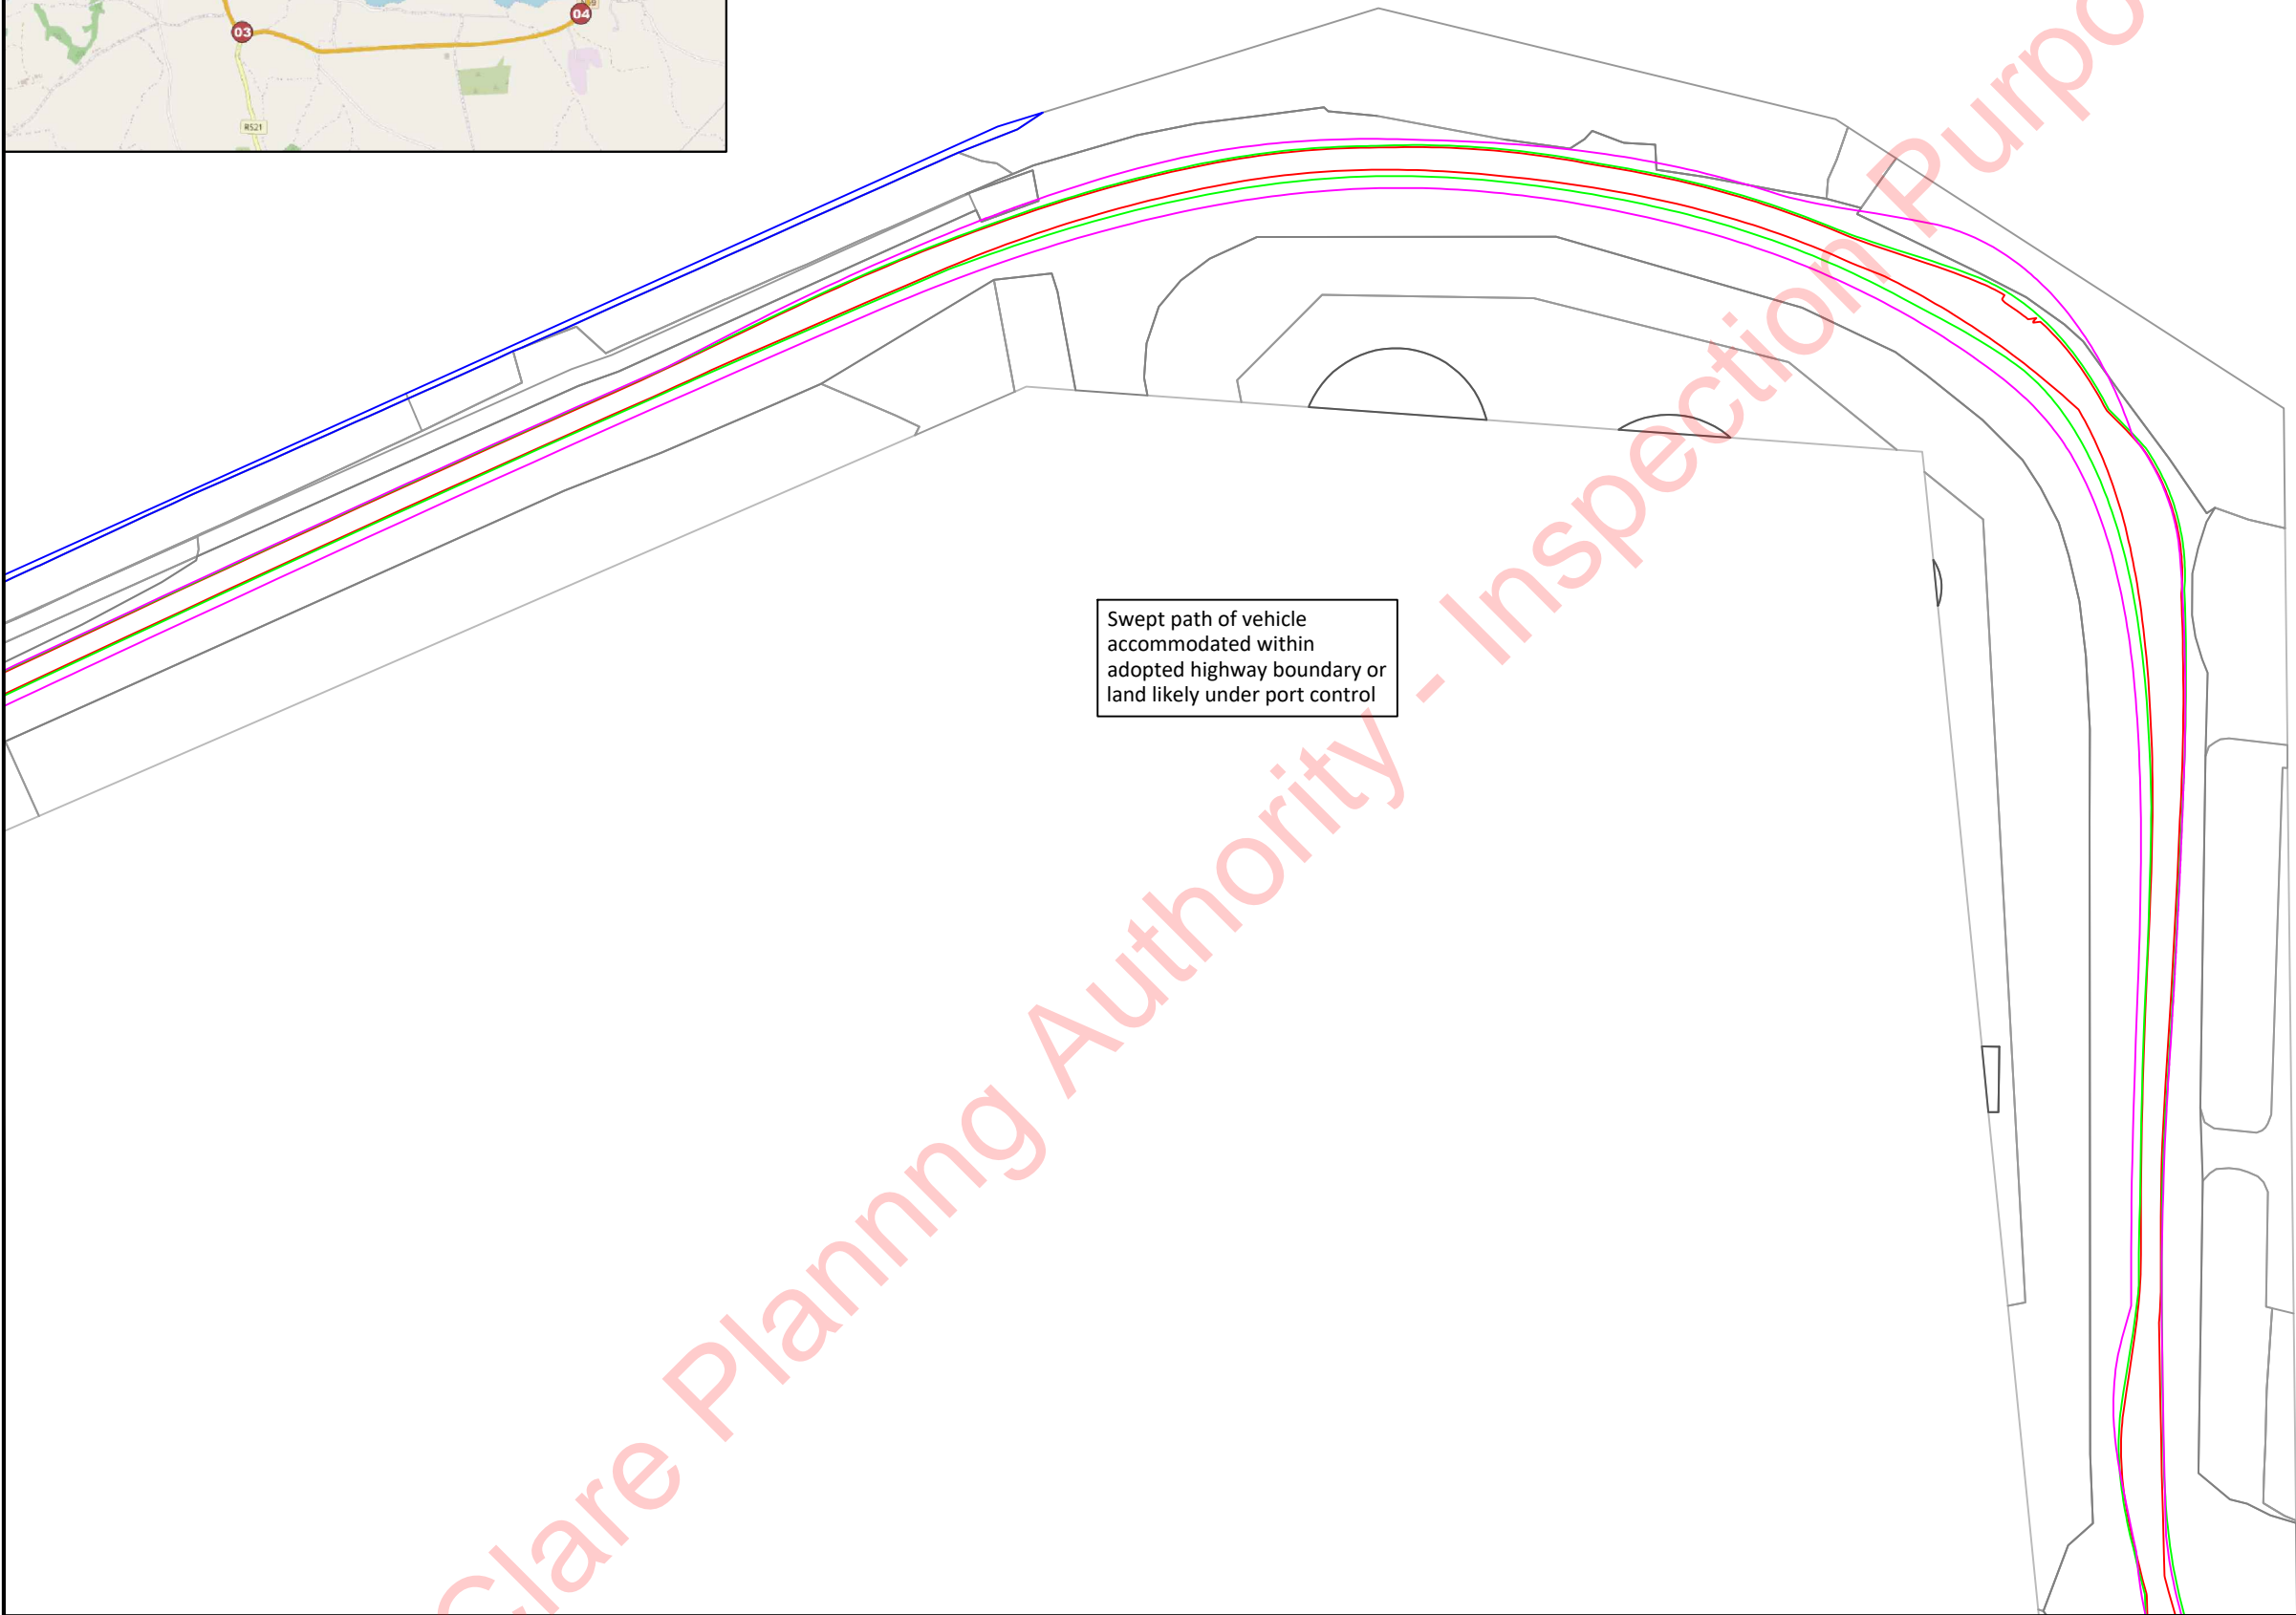 03
04
R521
Swept path of vehicle
accommodated within
adopted highway boundary or
land likely under port control
Clare Planning Authority - Inspection Purpo